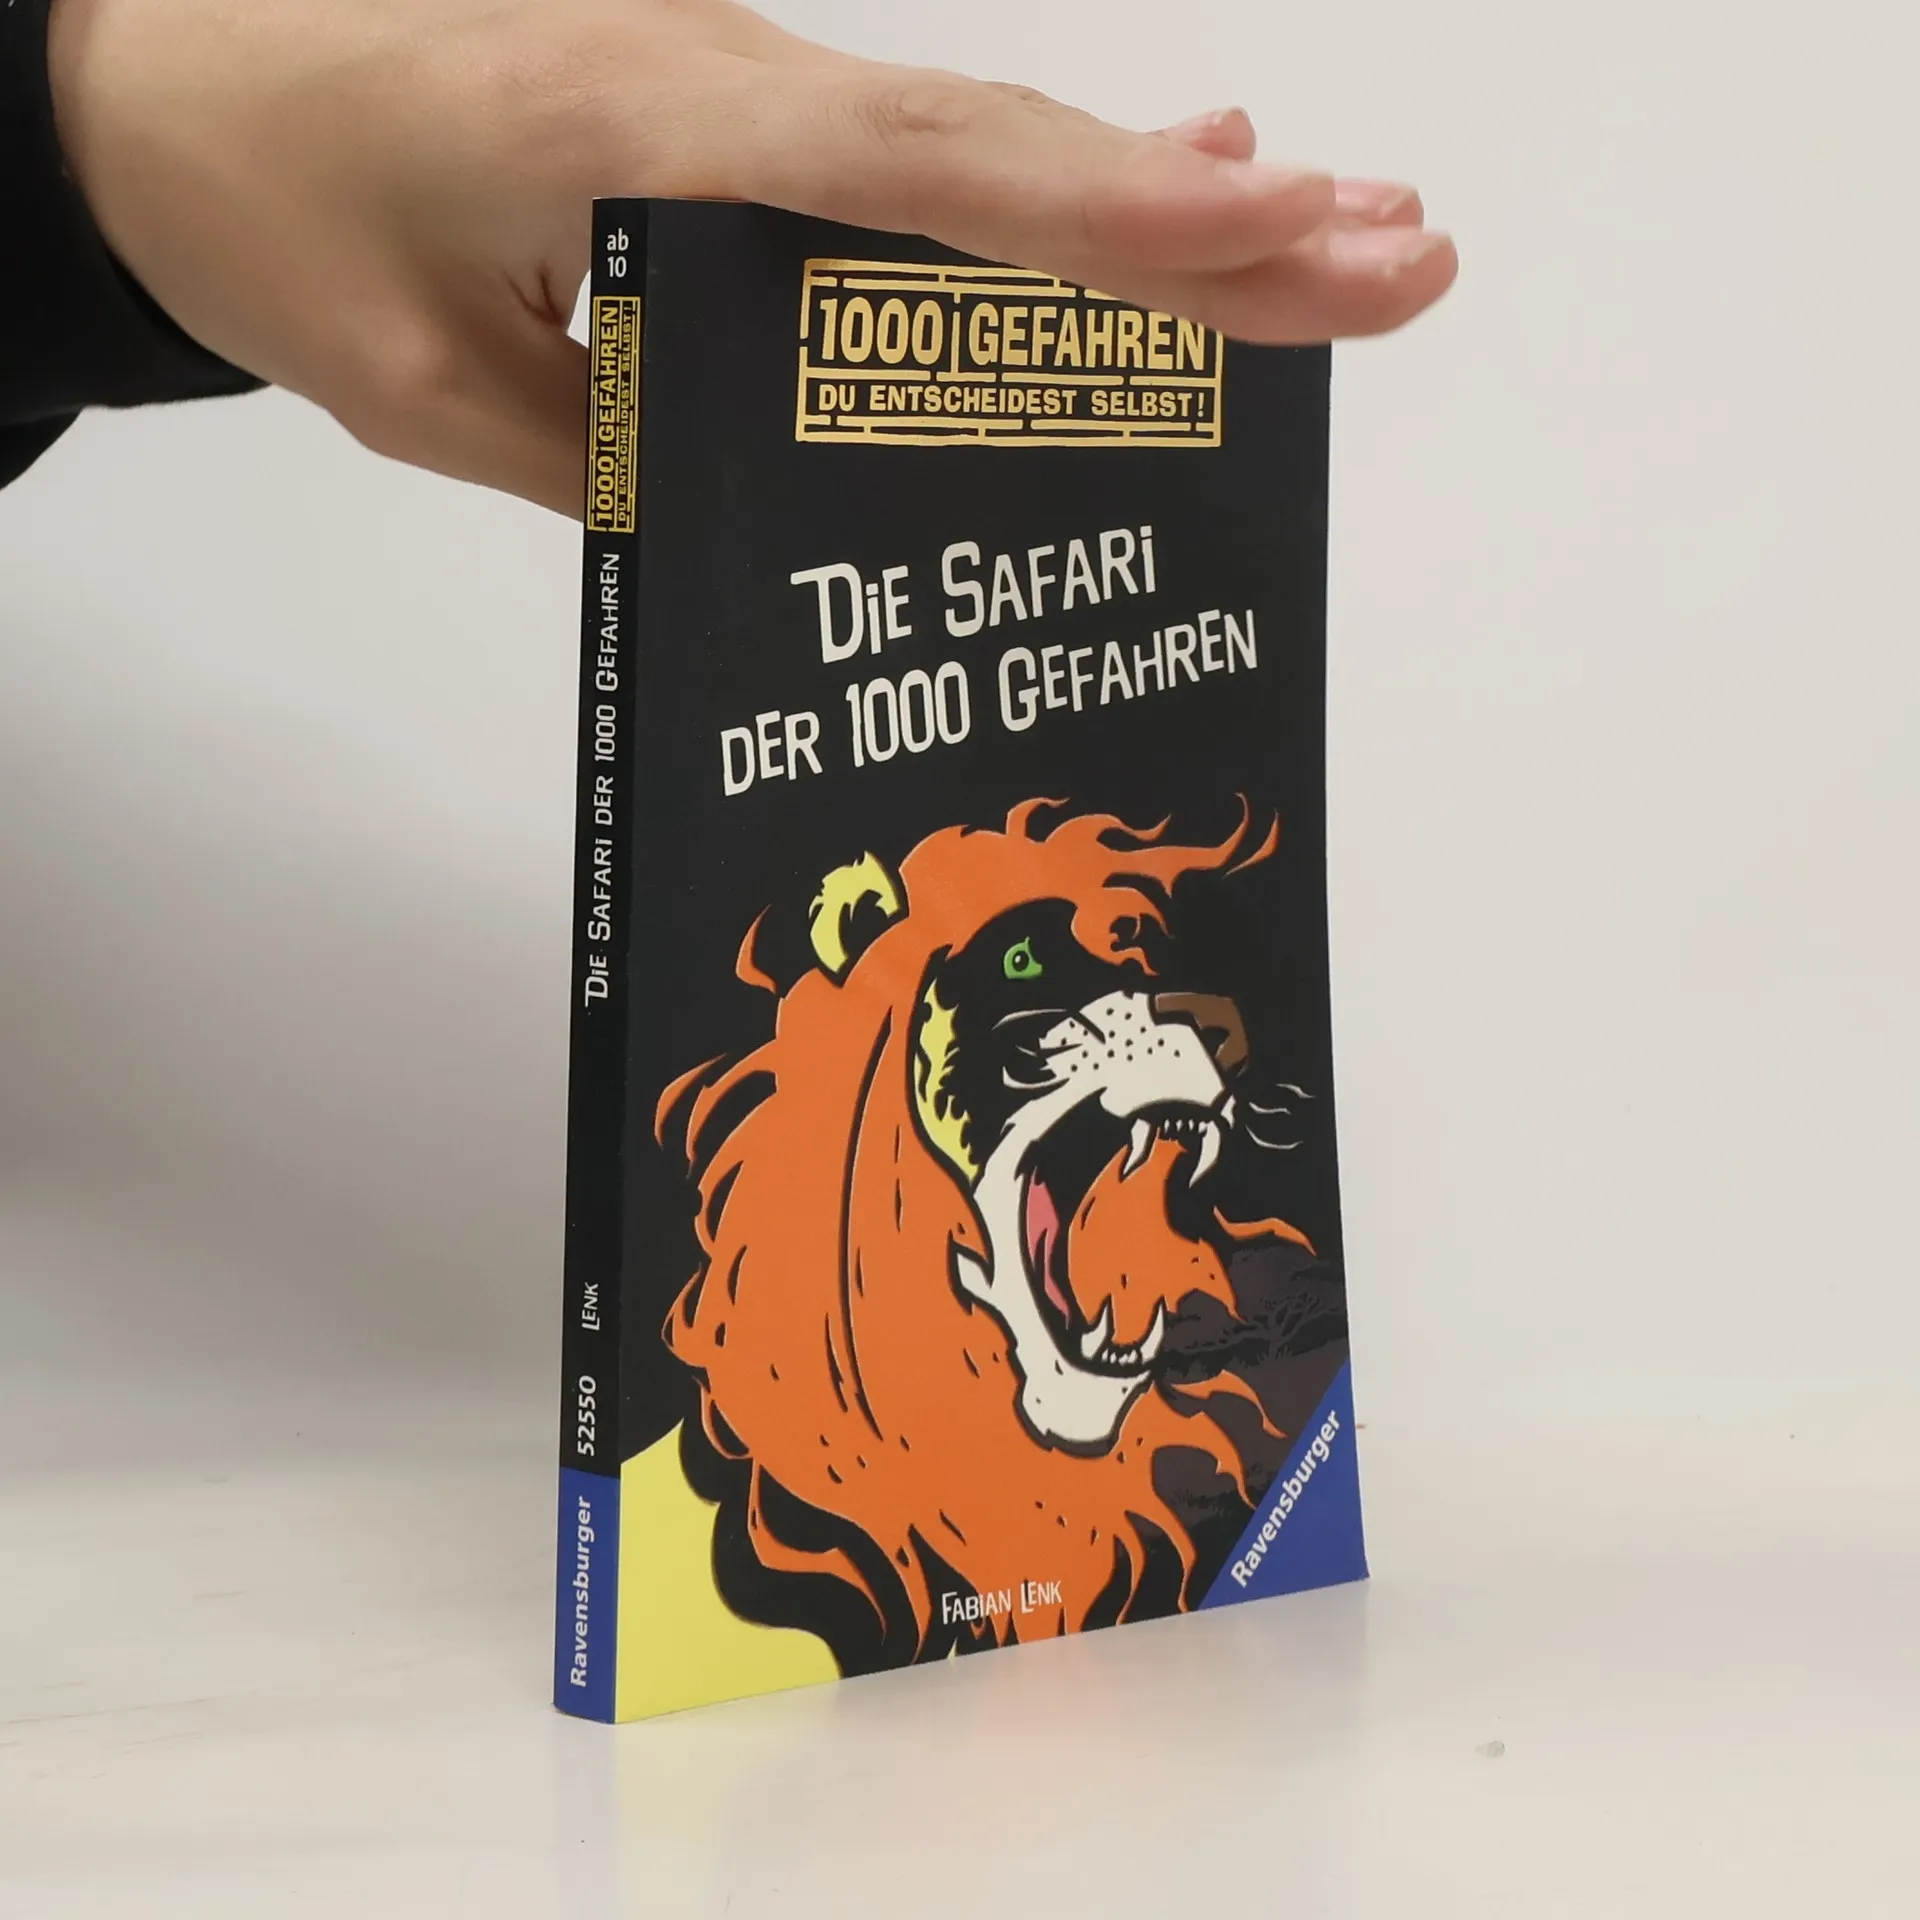 ab
10
1000 GEFAHREN
DU ENTSCHEIDEST SELBST!
DIE SAFARI DER 1000 GEFAHREN
LENK
52550
Ravensburger
1000 GEFAHREN
DU ENTSCHEIDEST SELBST!
DIE SAFARI
DER 1000 GEFAHREN
FABIAN LENK
Ravensburger